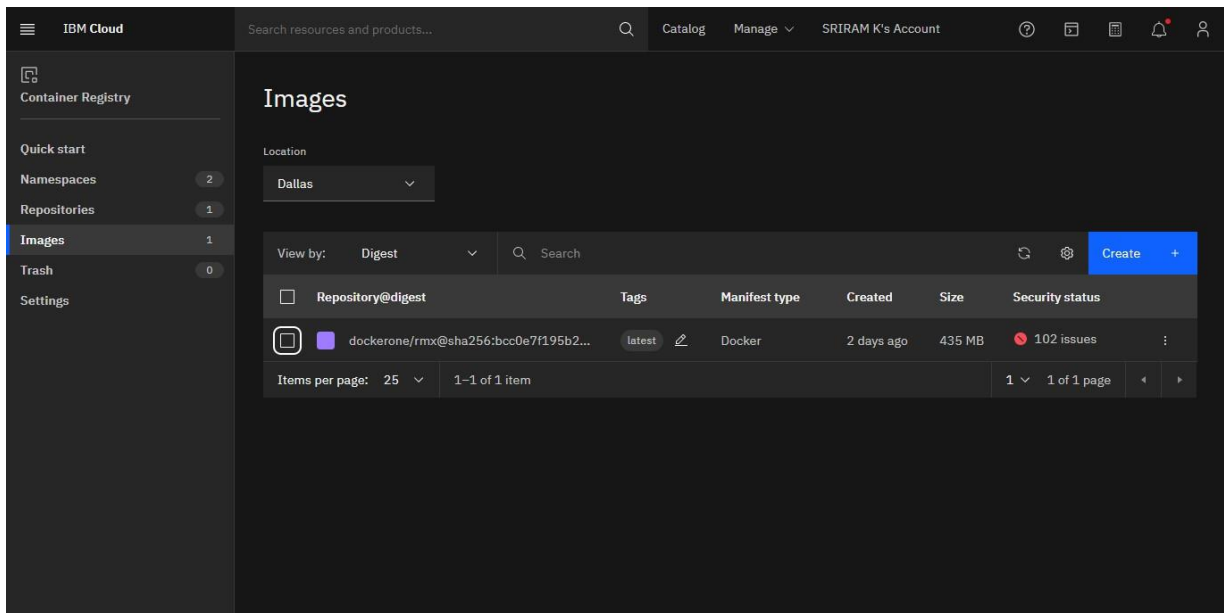 IBM Cloud
Search resources and products...
Catalog
Manage
SRIRAM K's Account
Container Registry
Quick start
Namespaces 2
Repositories 1
Images 1
Trash 0
Settings
Images
Location
Dallas
View by: Digest
Search
Create +
Repository@digest Tags Manifest type Created Size Security status
dockerone/rmx@sha256:bcc0e7f195b2... latest Docker 2 days ago 435 MB 102 issues
Items per page: 25 1–1 of 1 item 1 1 of 1 page